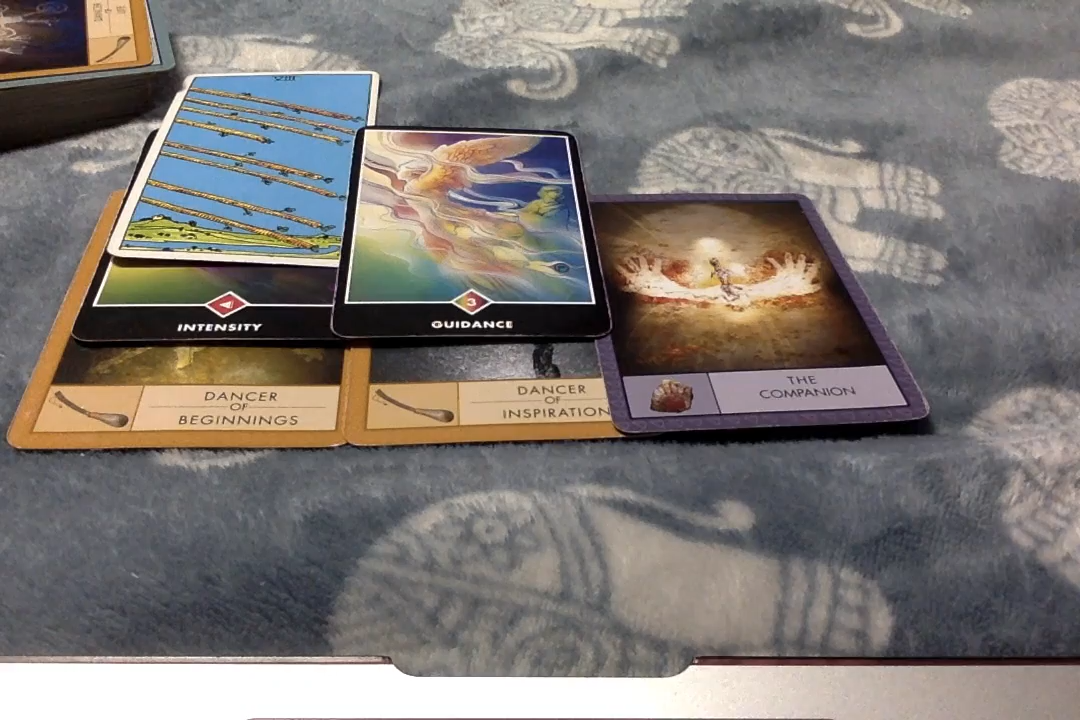 VIII
INTENSITY
3
GUIDANCE
DANCER
OF
BEGINNINGS
DANCER
OF
INSPIRATION
THE
COMPANION